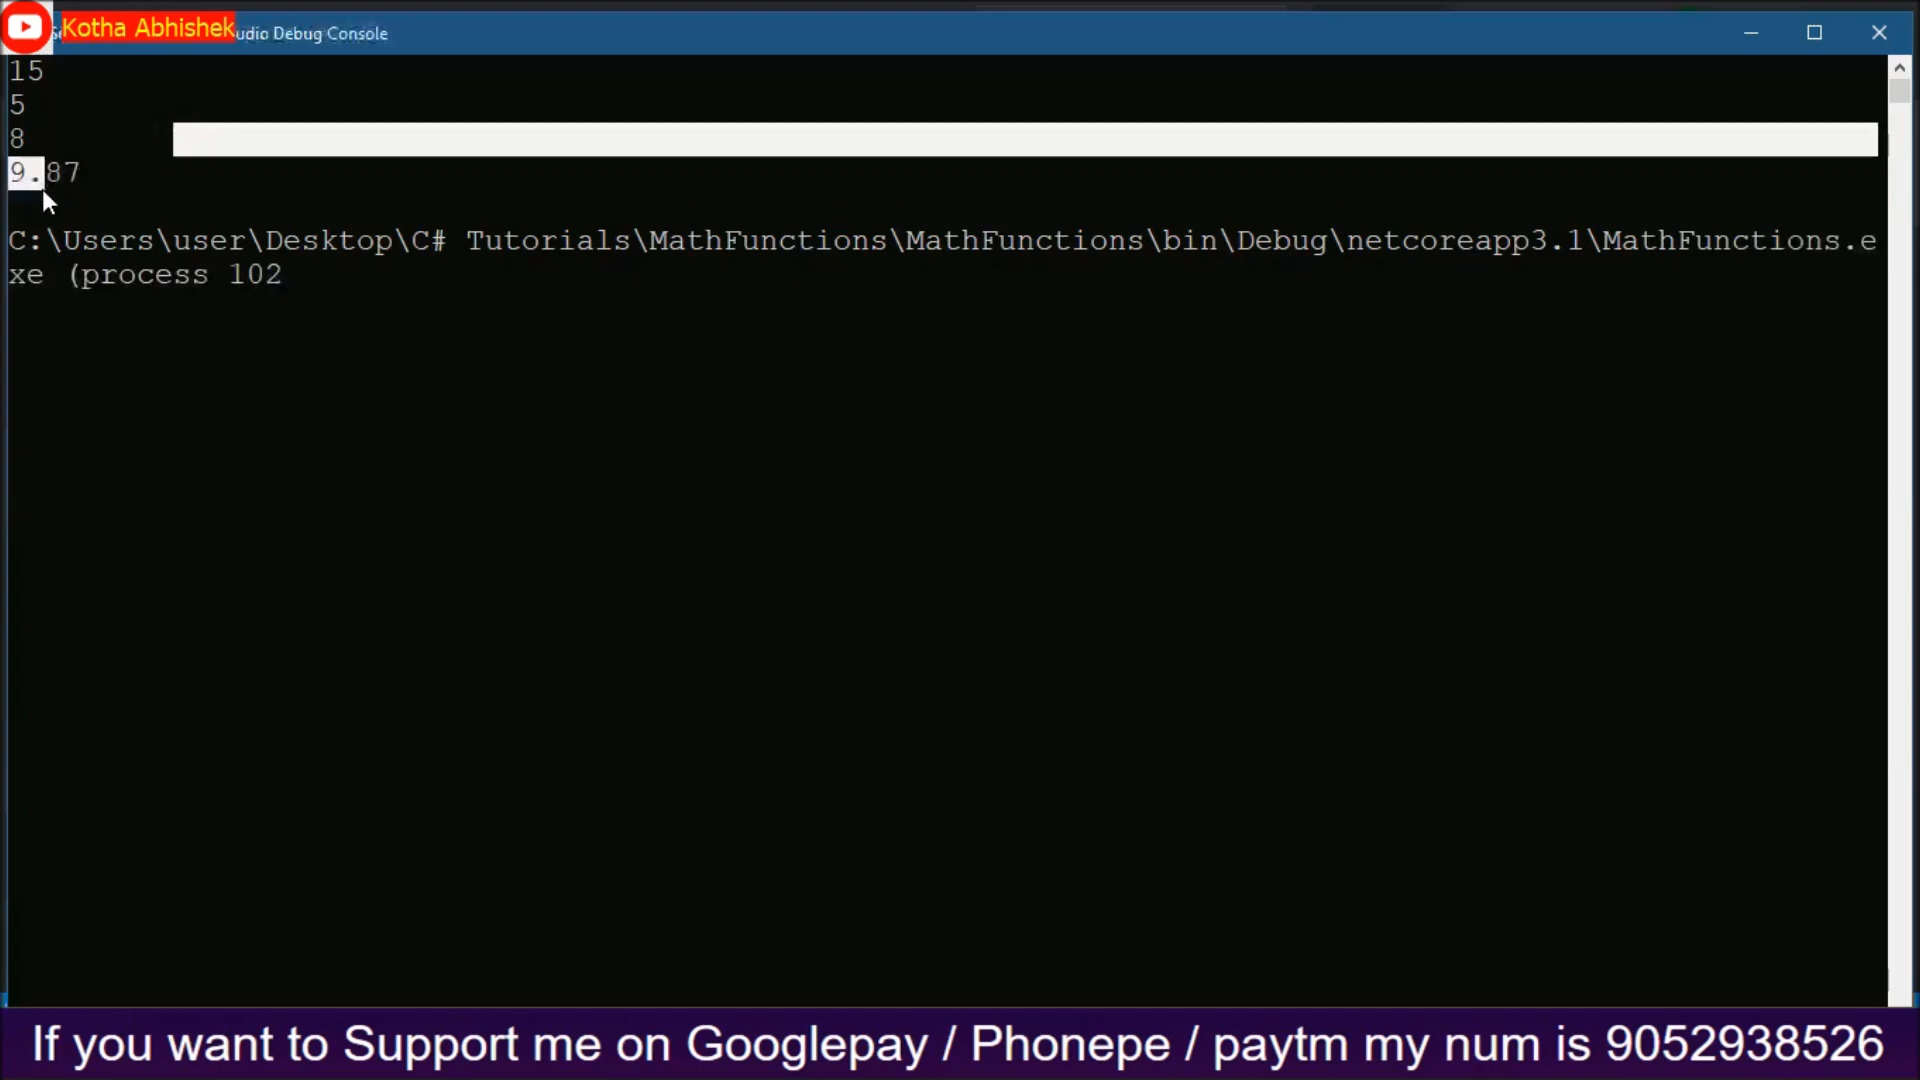 Kotha Abhishek
udio Debug Console
15
5
8
9.87
C:\Users\user\Desktop\C# Tutorials\MathFunctions\MathFunctions\bin\Debug\netcoreapp3.1\MathFunctions.e
xe (process 102
If you want to Support me on Googlepay / Phonepe / paytm my num is 9052938526